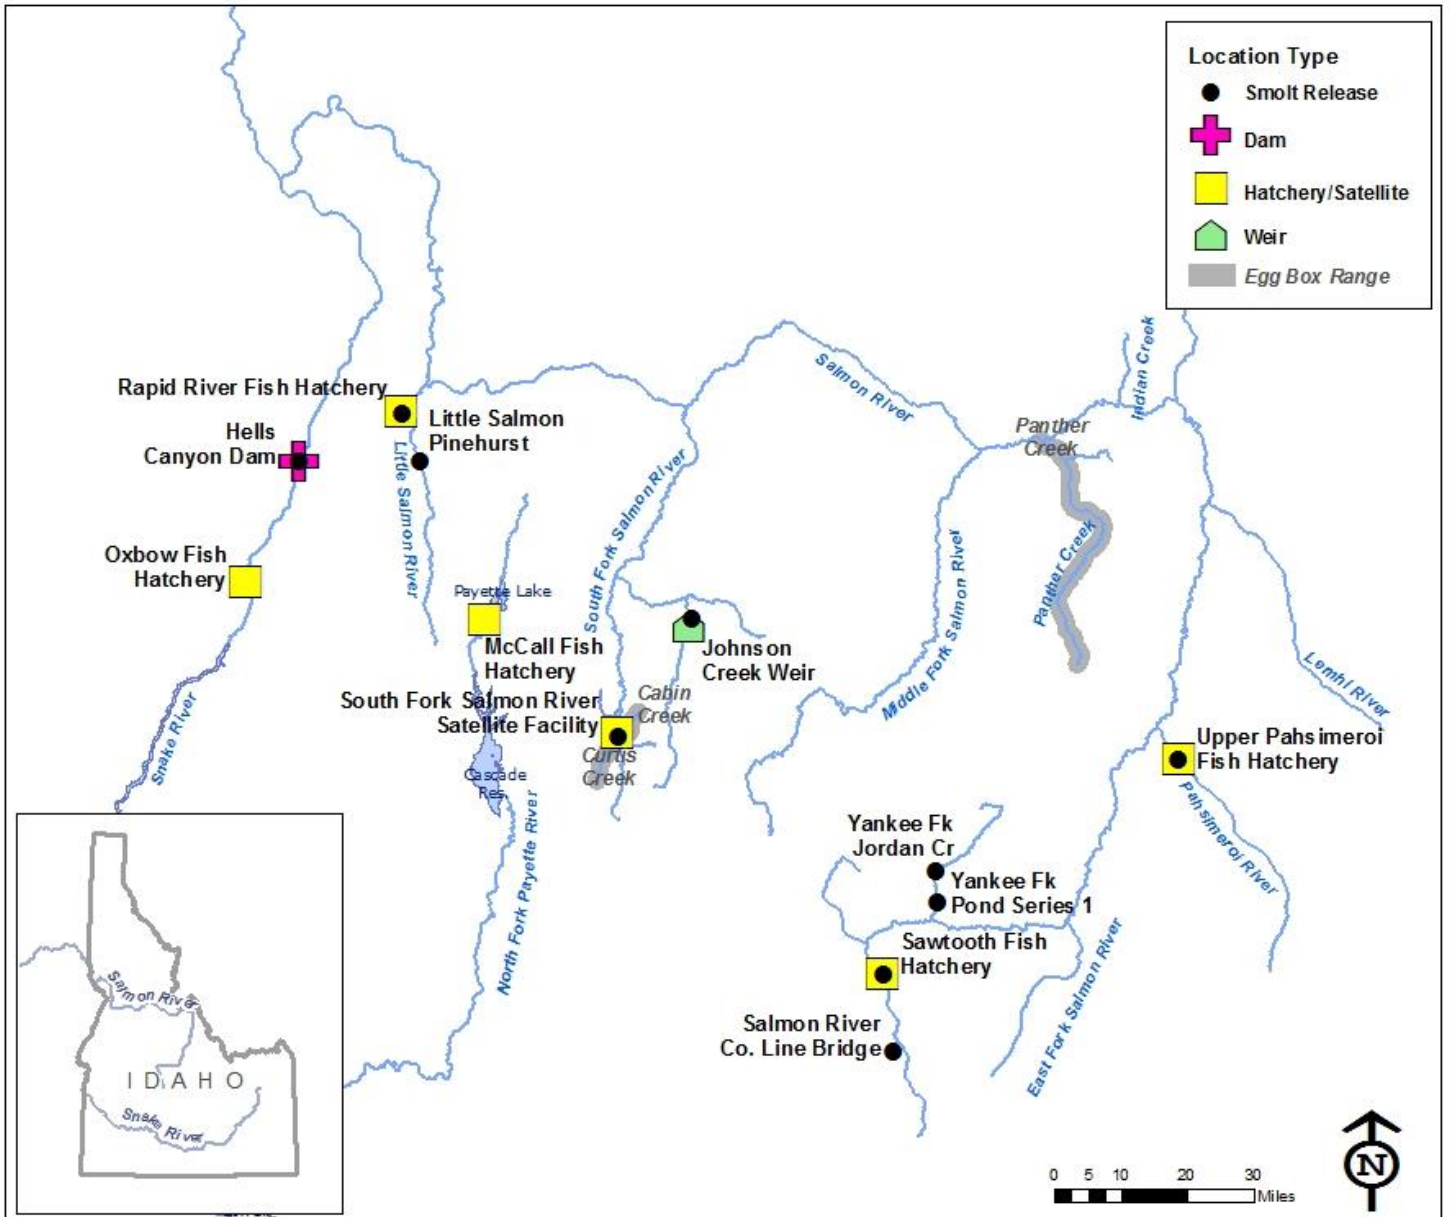 Location Type
Smolt Release
Dam
Hatchery/Satellite
Weir
Egg Box Range
Indian Creek
Salmon River
Rapid River Fish Hatchery
Little Salmon
Pinehurst
Hells
Canyon Dam
Panther
Creek
Little Salmon River
South Fork Salmon River
Middle Fork Salmon River
Panther Creek
Oxbow Fish
Hatchery
Payette Lake
McCall Fish
Hatchery
Johnson
Creek Weir
Lemhi River
South Fork Salmon River
Satellite Facility
Cabin
Creek
Curtis
Creek
Snake River
Cascade
Res.
Upper Pahsimeroi
Fish Hatchery
Pahsimeroi River
North Fork Payette River
Yankee Fk
Jordan Cr
Yankee Fk
Pond Series 1
Sawtooth Fish
Hatchery
East Fork Salmon River
Salmon River
Co. Line Bridge
Salmon River
IDAHO
Snake River
N
0 5 10 20 30
Miles